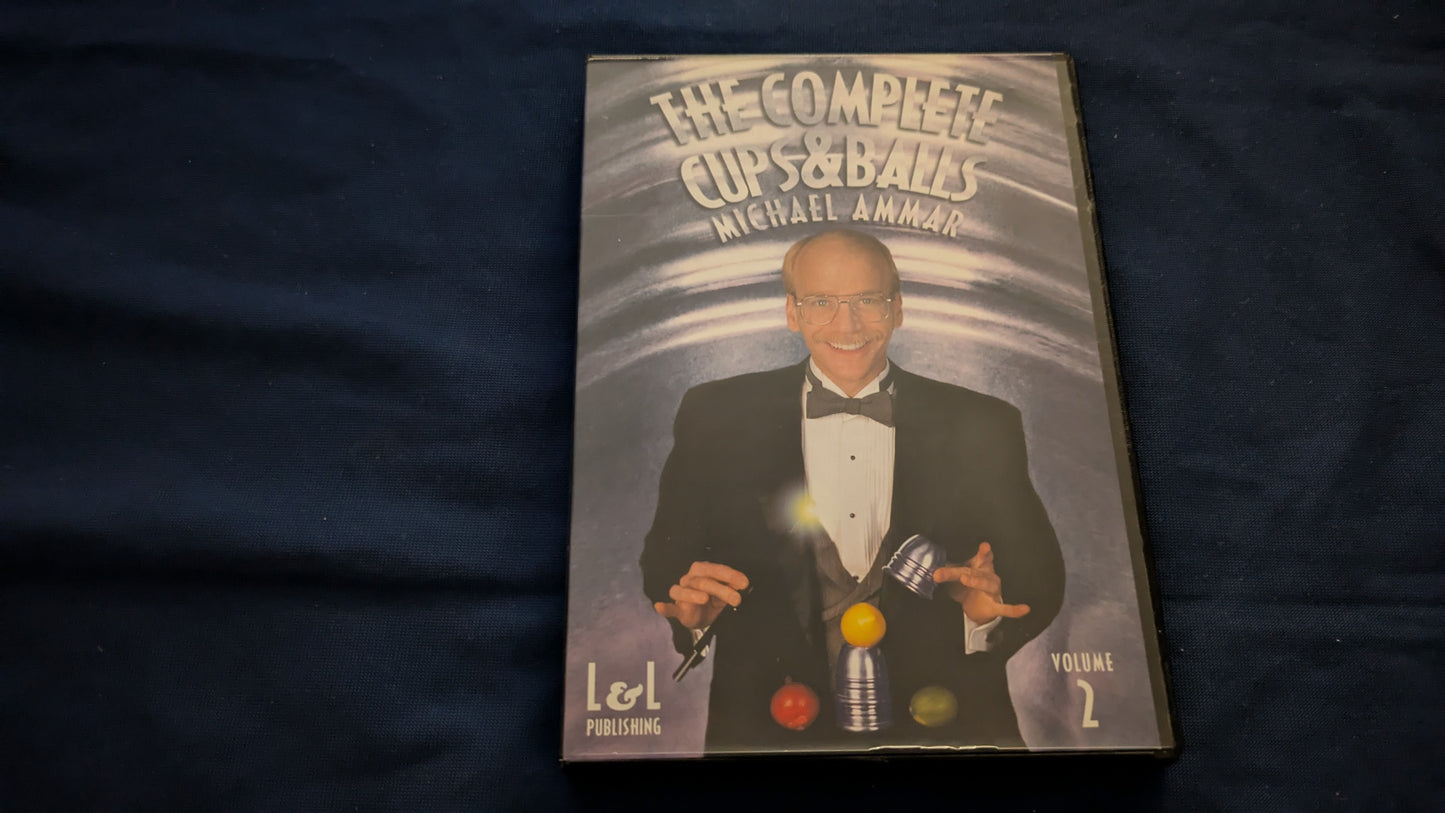 THE COMPLETE
CUPS&BALLS
MICHAEL AMMAR
L&L
PUBLISHING
VOLUME
2